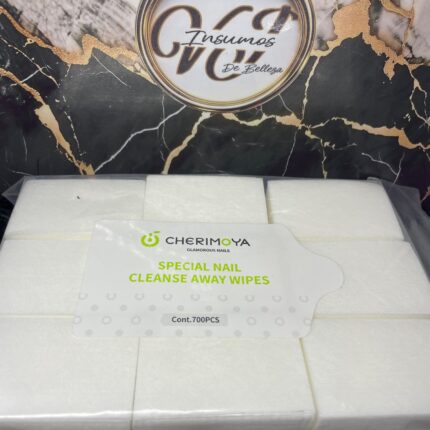 Insumos
De Belleza
CHERIMOYA
GLAMOROUS NAILS
SPECIAL NAIL
CLEANSE AWAY WIPES
Cont.700PCS